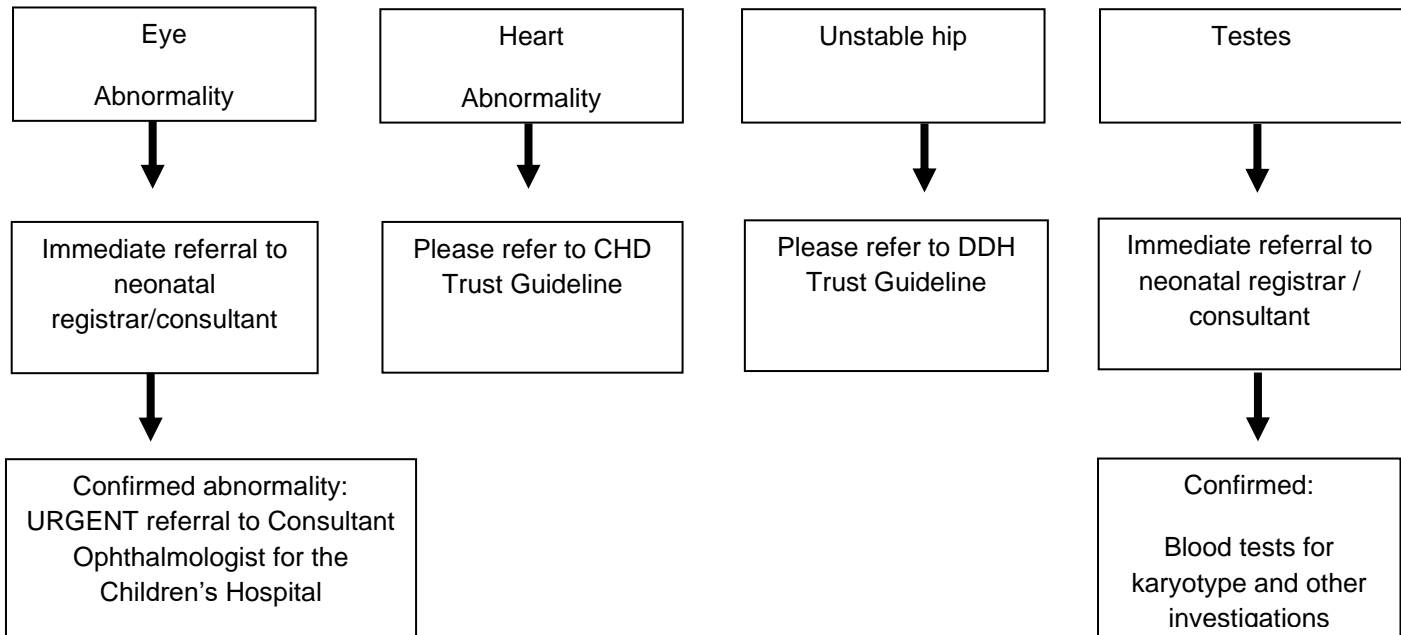 Eye
Abnormality
Heart
Abnormality
Unstable hip
Testes
Immediate referral to
neonatal
registrar/consultant
Please refer to CHD
Trust Guideline
Please refer to DDH
Trust Guideline
Immediate referral to
neonatal registrar /
consultant
Confirmed abnormality:
URGENT referral to Consultant
Ophthalmologist for the
Children’s Hospital
Confirmed:
Blood tests for
karyotype and other
investigations